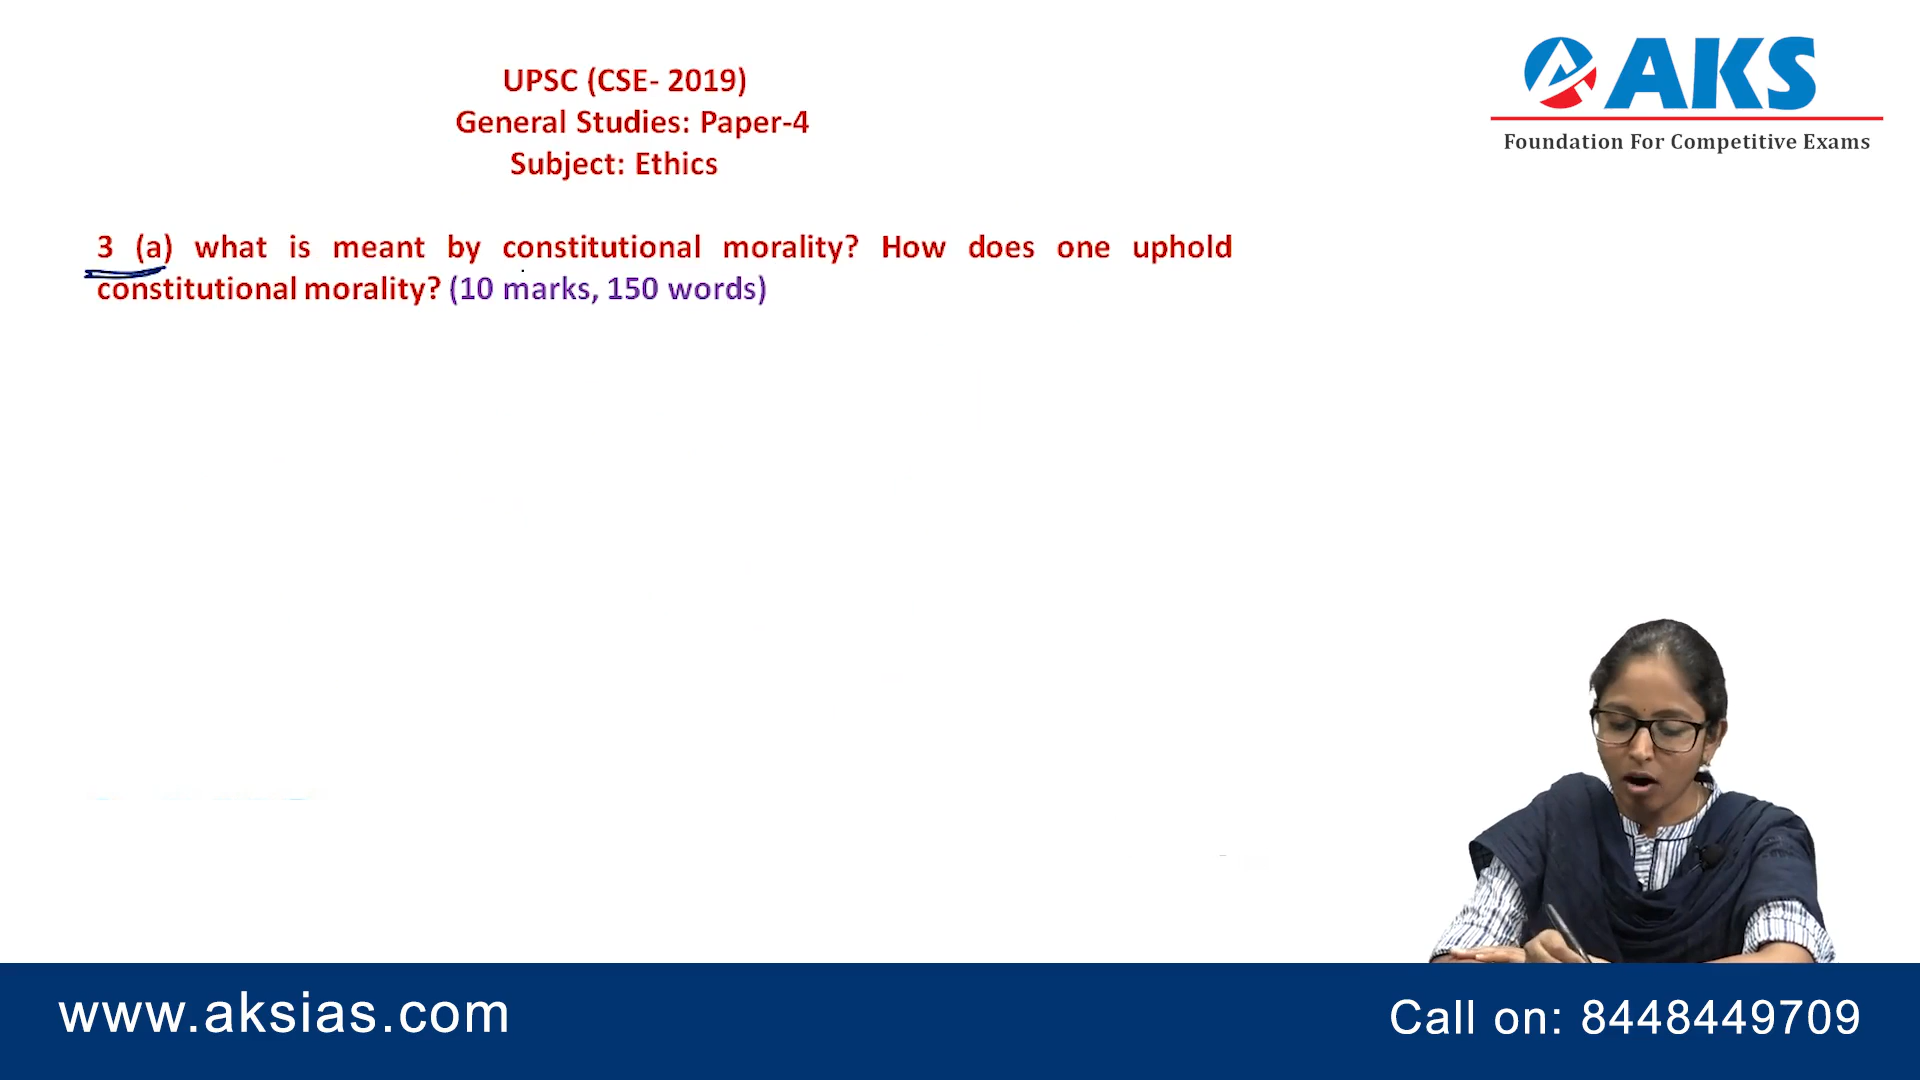 UPSC (CSE- 2019)
General Studies: Paper-4
Subject: Ethics
AKS
Foundation For Competitive Exams
3 (a) what is meant by constitutional morality? How does one uphold
constitutional morality? (10 marks, 150 words)
www.aksias.com
Call on: 8448449709